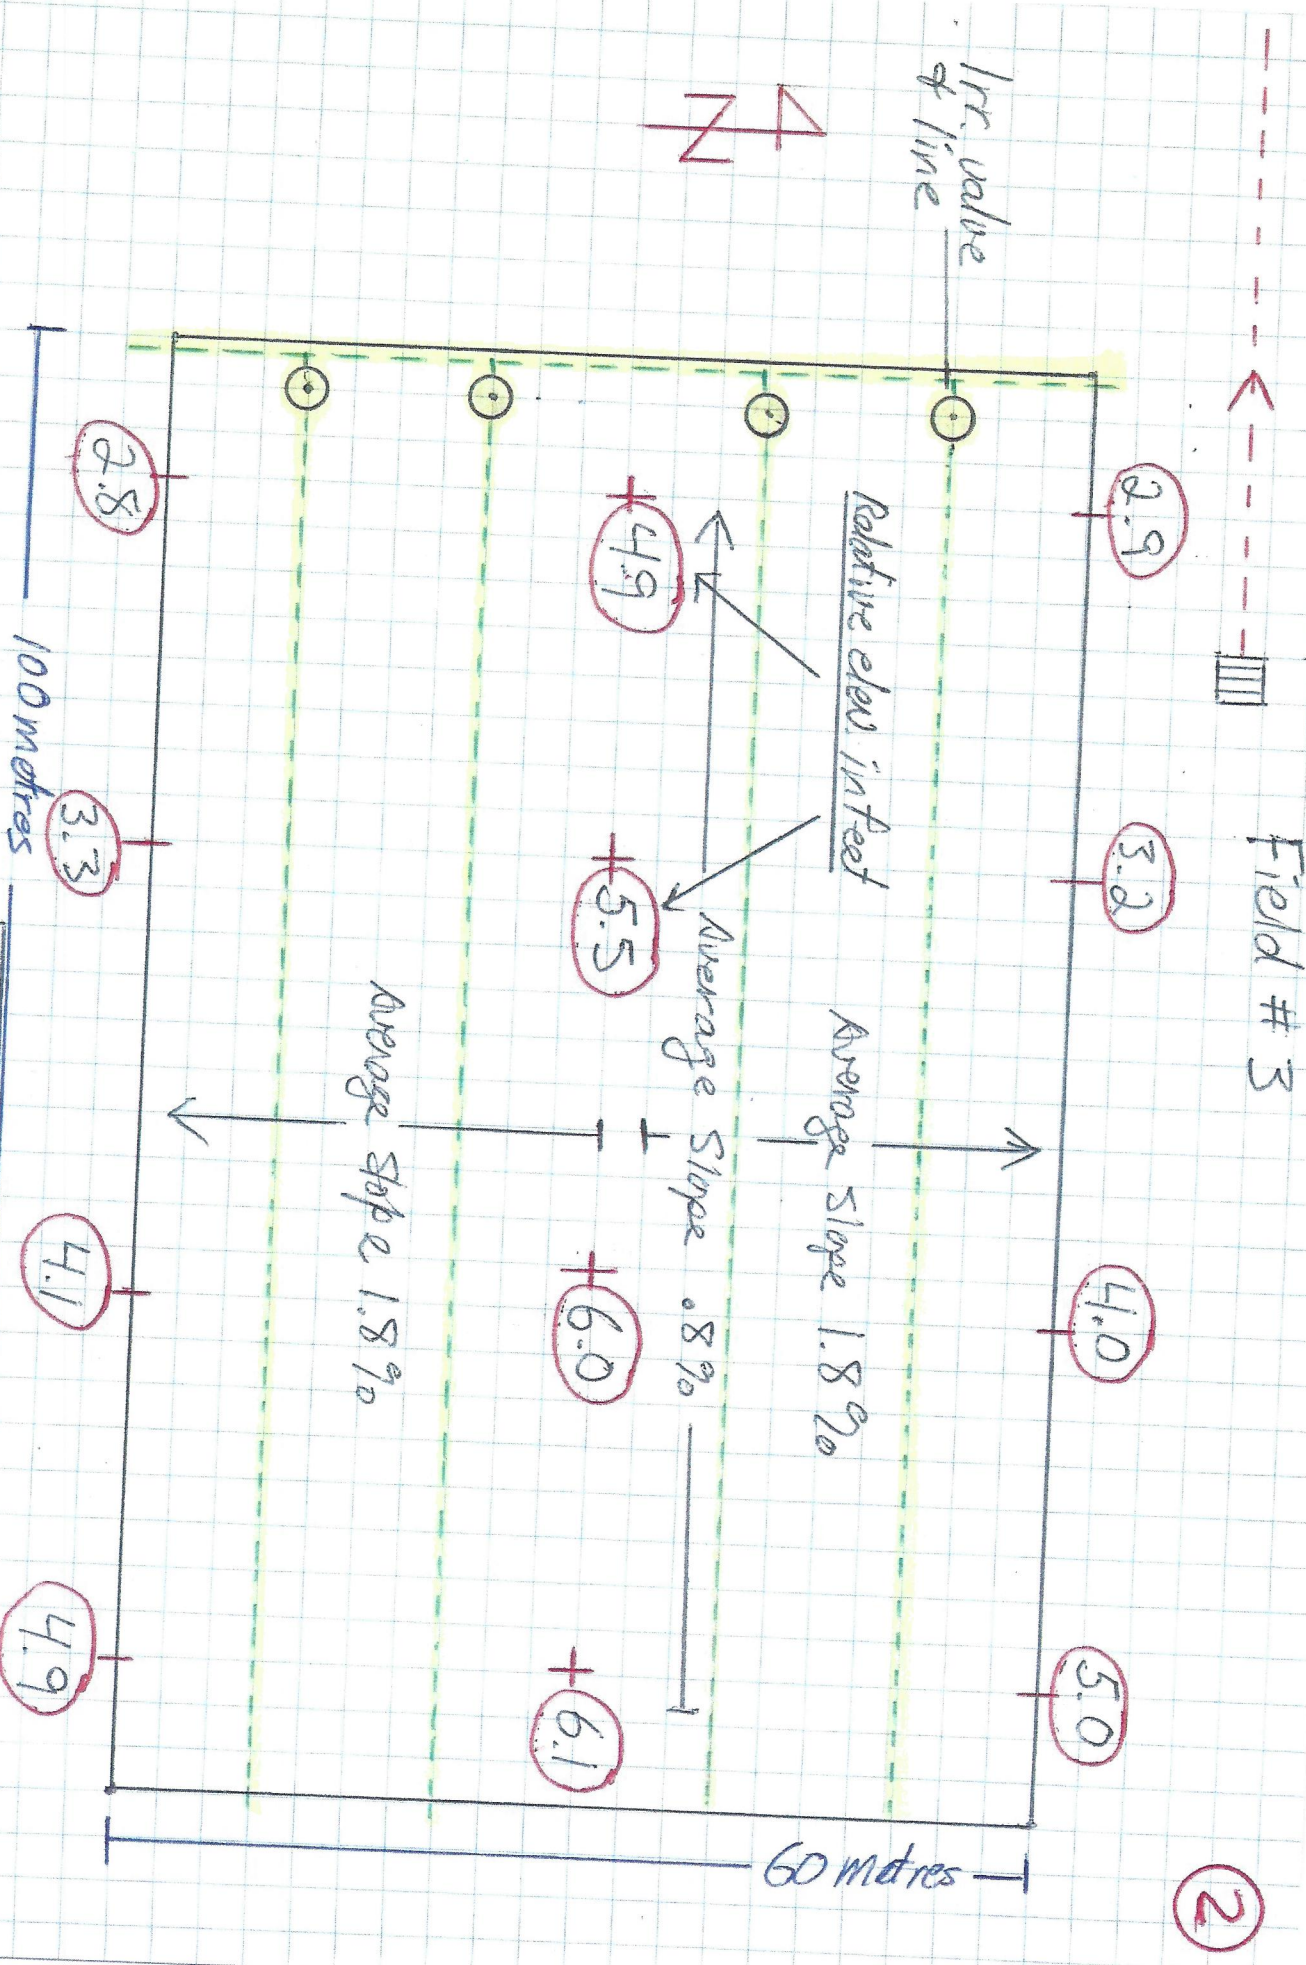 Field # 3
2
2.9
3.2
4.0
5.0
Irr. valve
& line
Relative elev. in feet
Average Slope 1.8%
Average Slope .8%
4.9
5.5
6.0
6.1
Average Slope 1.8%
60 metres
2.8
3.3
4.1
4.9
100 metres
N